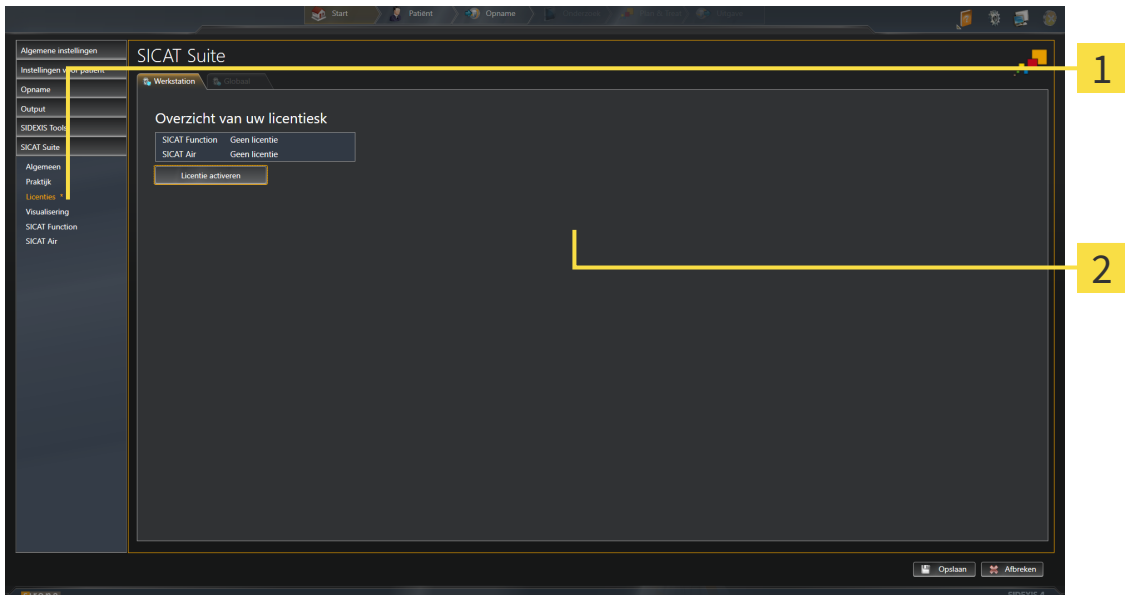 Start Patiënt Opname
Algemene instellingen
SICAT Suite
1
Instellingen voor patiënt
Werkstation Globaal
Opname
Output
Overzicht van uw licentiesk
SIDEXIS Tools
SICAT Function Geen licentie
SICAT Suite
SICAT Air Geen licentie
Algemeen
Licentie activeren
Praktijk
Licenties *
Visualisering
SICAT Function
SICAT Air
2
Opslaan Afbreken
SIDEXIS 4